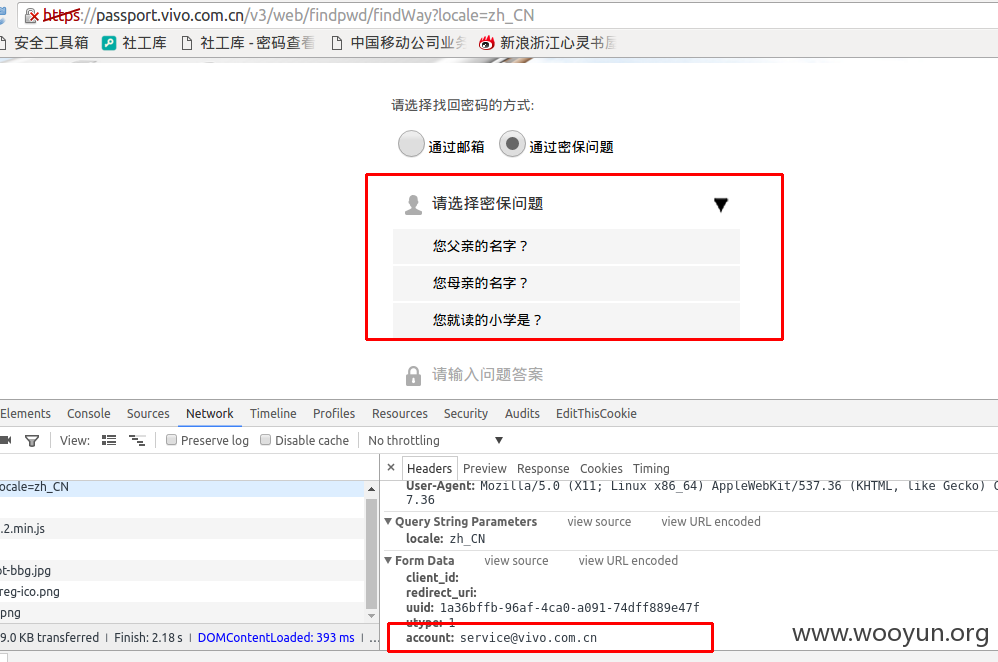 https://passport.vivo.com.cn/v3/web/findpwd/findWay?locale=zh_CN
安全工具箱 社工库 社工库 - 密码查看 中国移动公司业务 新浪浙江心灵书屋
请选择找回密码的方式:
通过邮箱 通过密保问题
请选择密保问题
您父亲的名字？
您母亲的名字？
您就读的小学是？
请输入问题答案
Elements Console Sources Network Timeline Profiles Resources Security Audits EditThisCookie
View: Preserve log Disable cache No throttling
× Headers Preview Response Cookies Timing
ocale=zh_CN
User-Agent: Mozilla/5.0 (X11; Linux x86_64) AppleWebKit/537.36 (KHTML, like Gecko) C
7.36
Query String Parameters view source view URL encoded
.2.min.js
locale: zh_CN
Form Data view source view URL encoded
ot-bbg.jpg
client_id:
reg-ico.png
redirect_uri:
png
uuid: 1a36bffb-96af-4ca0-a091-74dff889e47f
utype: 1
9.0 KB transferred | Finish: 2.18 s | DOMContentLoaded: 393 ms | ...
account: service@vivo.com.cn
www.wooyun.org